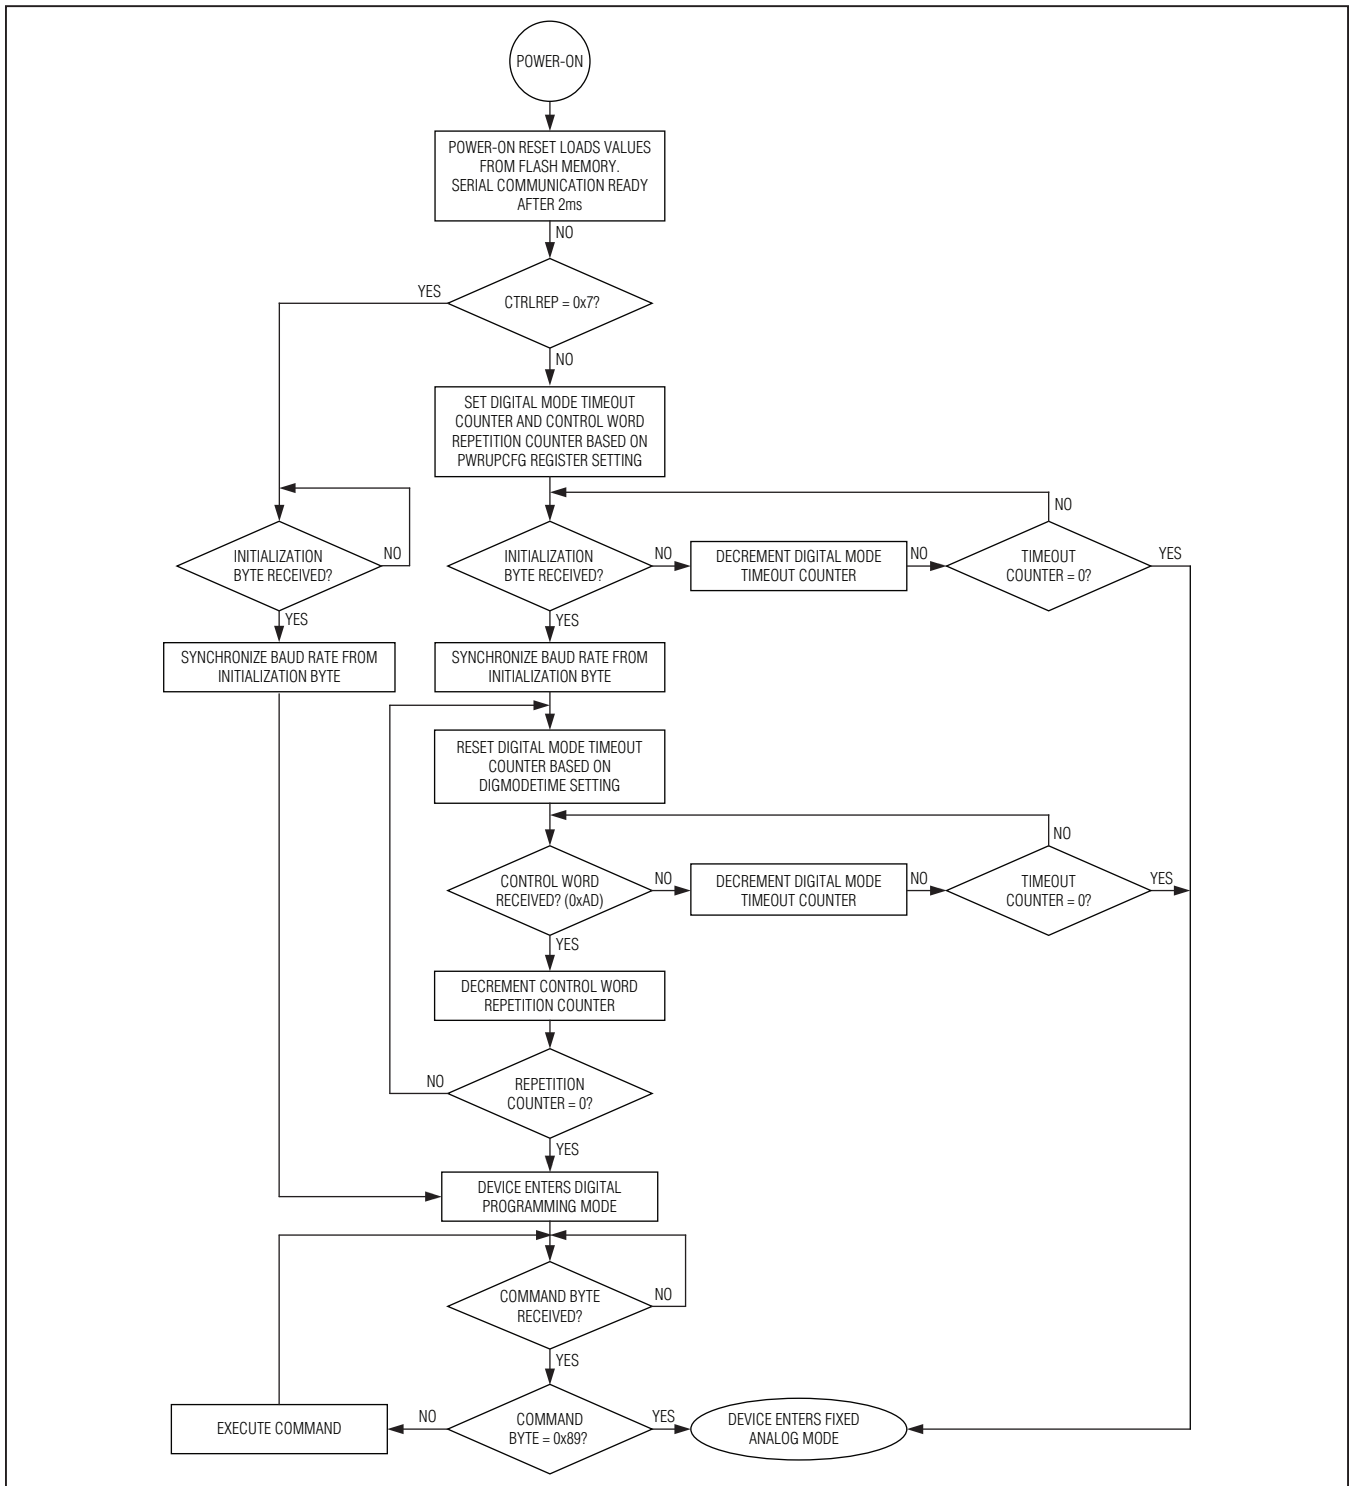 POWER-ON
POWER-ON RESET LOADS VALUES
FROM FLASH MEMORY.
SERIAL COMMUNICATION READY
AFTER 2ms
NO
YES
CTRLREP = 0x7?
NO
SET DIGITAL MODE TIMEOUT
COUNTER AND CONTROL WORD
REPETITION COUNTER BASED ON
PWRUPCFG REGISTER SETTING
NO
INITIALIZATION
BYTE RECEIVED?
NO
INITIALIZATION
BYTE RECEIVED?
NO
DECREMENT DIGITAL MODE
TIMEOUT COUNTER
NO
TIMEOUT
COUNTER = 0?
YES
YES
YES
SYNCHRONIZE BAUD RATE FROM
INITIALIZATION BYTE
SYNCHRONIZE BAUD RATE FROM
INITIALIZATION BYTE
RESET DIGITAL MODE TIMEOUT
COUNTER BASED ON
DIGMODETIME SETTING
NO
CONTROL WORD
RECEIVED? (0xAD)
NO
DECREMENT DIGITAL MODE
TIMEOUT COUNTER
NO
TIMEOUT
COUNTER = 0?
YES
YES
DECREMENT CONTROL WORD
REPETITION COUNTER
NO
REPETITION
COUNTER = 0?
YES
DEVICE ENTERS DIGITAL
PROGRAMMING MODE
COMMAND BYTE
RECEIVED?
NO
YES
EXECUTE COMMAND
NO
COMMAND
BYTE = 0x89?
YES
DEVICE ENTERS FIXED
ANALOG MODE